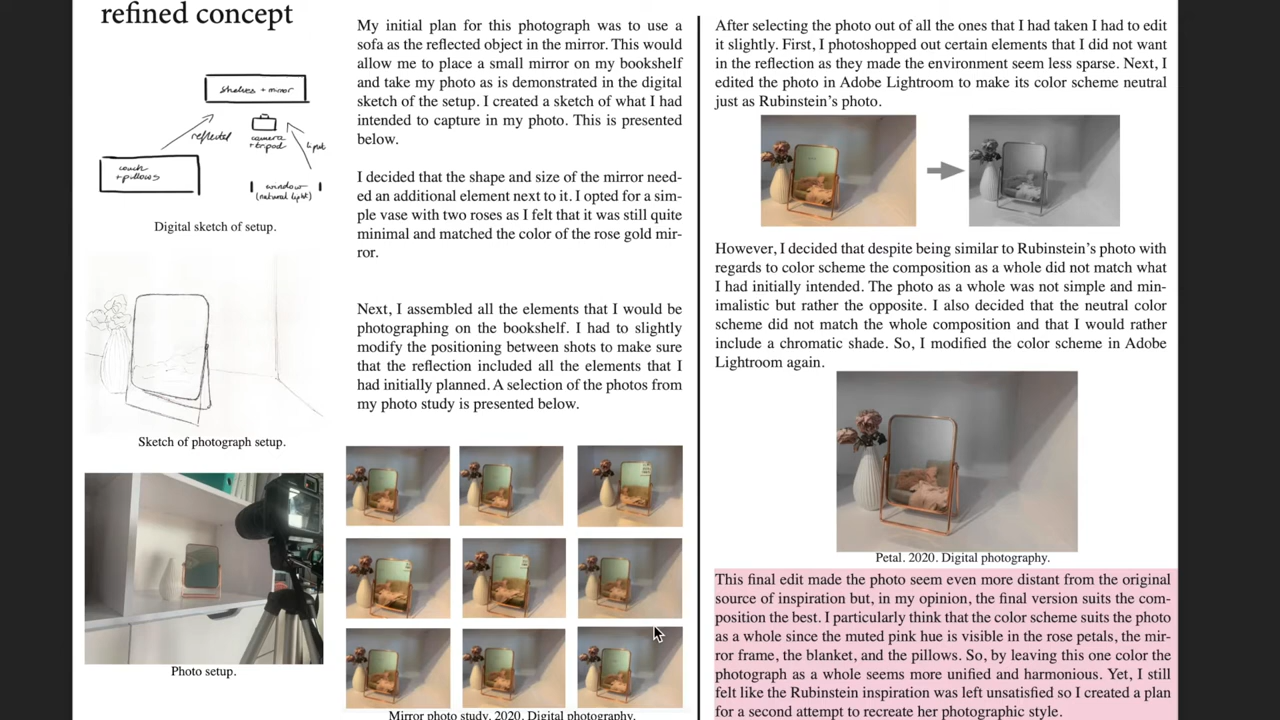 refined concept
shelves + mirror
reflected
camera
+ tripod
light
couch
+ pillows
window
(natural light)
Digital sketch of setup.
Sketch of photograph setup.
Photo setup.
My initial plan for this photograph was to use a
sofa as the reflected object in the mirror. This would
allow me to place a small mirror on my bookshelf
and take my photo as is demonstrated in the digital
sketch of the setup. I created a sketch of what I had
intended to capture in my photo. This is presented
below.
I decided that the shape and size of the mirror need-
ed an additional element next to it. I opted for a sim-
ple vase with two roses as I felt that it was still quite
minimal and matched the color of the rose gold mir-
ror.
Next, I assembled all the elements that I would be
photographing on the bookshelf. I had to slightly
modify the positioning between shots to make sure
that the reflection included all the elements that I
had initially planned. A selection of the photos from
my photo study is presented below.
Mirror photo study. 2020. Digital photography.
After selecting the photo out of all the ones that I had taken I had to edit
it slightly. First, I photoshopped out certain elements that I did not want
in the reflection as they made the environment seem less sparse. Next, I
edited the photo in Adobe Lightroom to make its color scheme neutral
just as Rubinstein's photo.
However, I decided that despite being similar to Rubinstein's photo with
regards to color scheme the composition as a whole did not match what
I had initially intended. The photo as a whole was not simple and min-
imalistic but rather the opposite. I also decided that the neutral color
scheme did not match the whole composition and that I would rather
include a chromatic shade. So, I modified the color scheme in Adobe
Lightroom again.
Petal. 2020. Digital photography.
This final edit made the photo seem even more distant from the original
source of inspiration but, in my opinion, the final version suits the com-
position the best. I particularly think that the color scheme suits the photo
as a whole since the muted pink hue is visible in the rose petals, the mir-
ror frame, the blanket, and the pillows. So, by leaving this one color the
photograph as a whole seems more unified and harmonious. Yet, I still
felt like the Rubinstein inspiration was left unsatisfied so I created a plan
for a second attempt to recreate her photographic style.